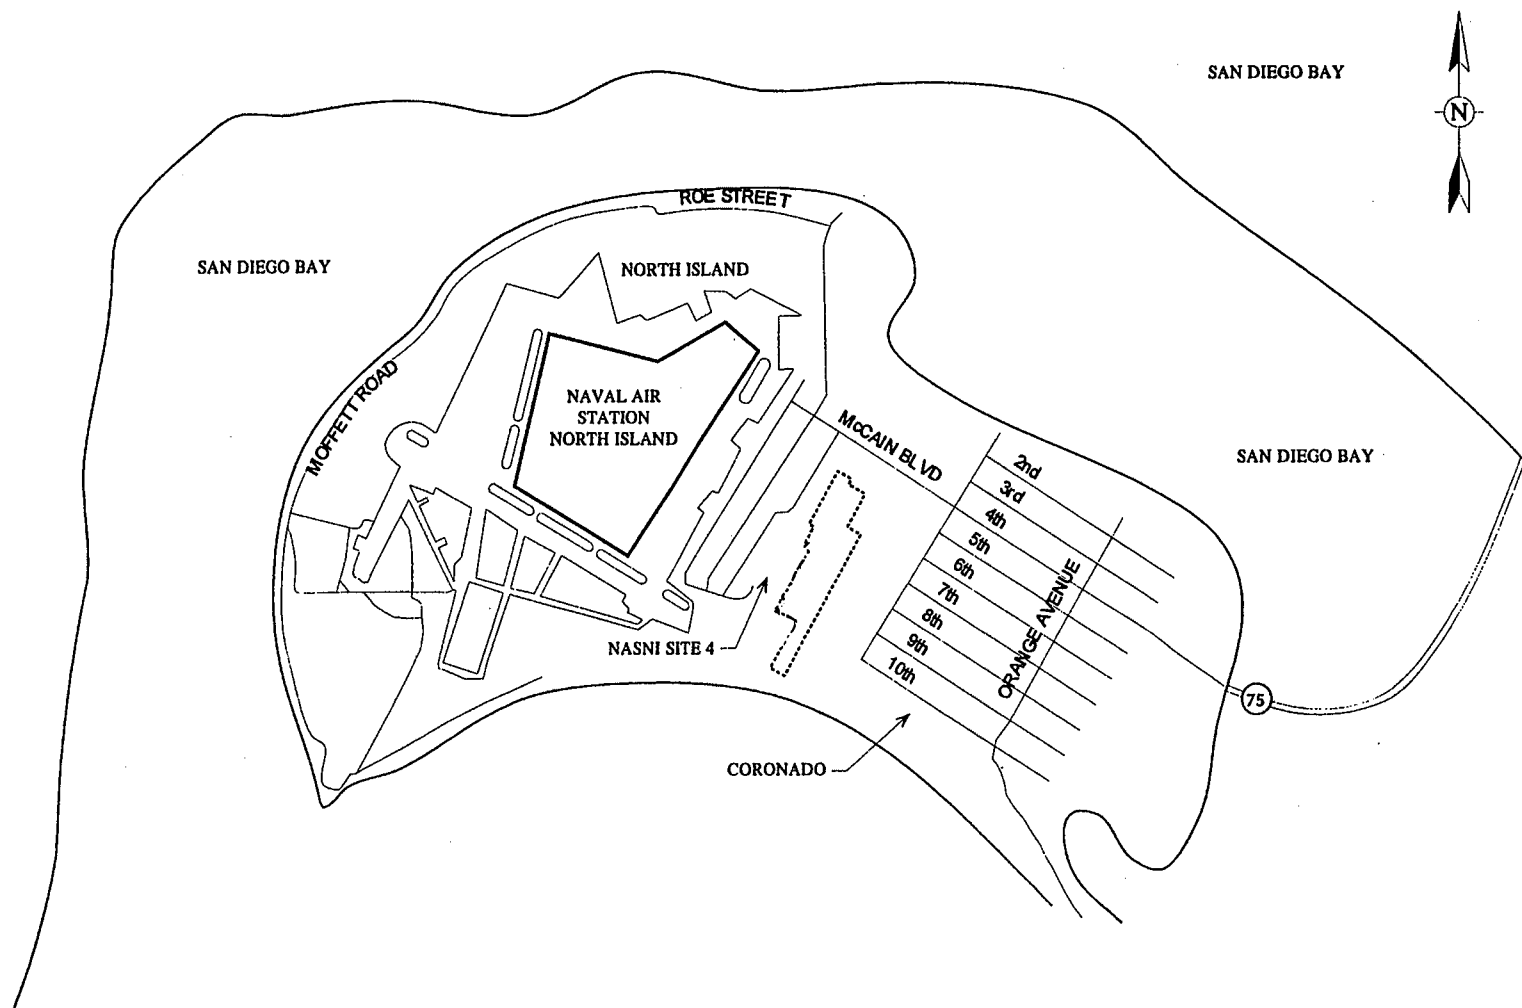 SAN DIEGO BAY
N
ROE STREET
SAN DIEGO BAY
NORTH ISLAND
MOFFETT ROAD
NAVAL AIR
STATION
NORTH ISLAND
McCAIN BLVD
SAN DIEGO BAY
2nd
3rd
4th
5th
6th
7th
8th
9th
10th
ORANGE AVENUE
NASNI SITE 4
75
CORONADO